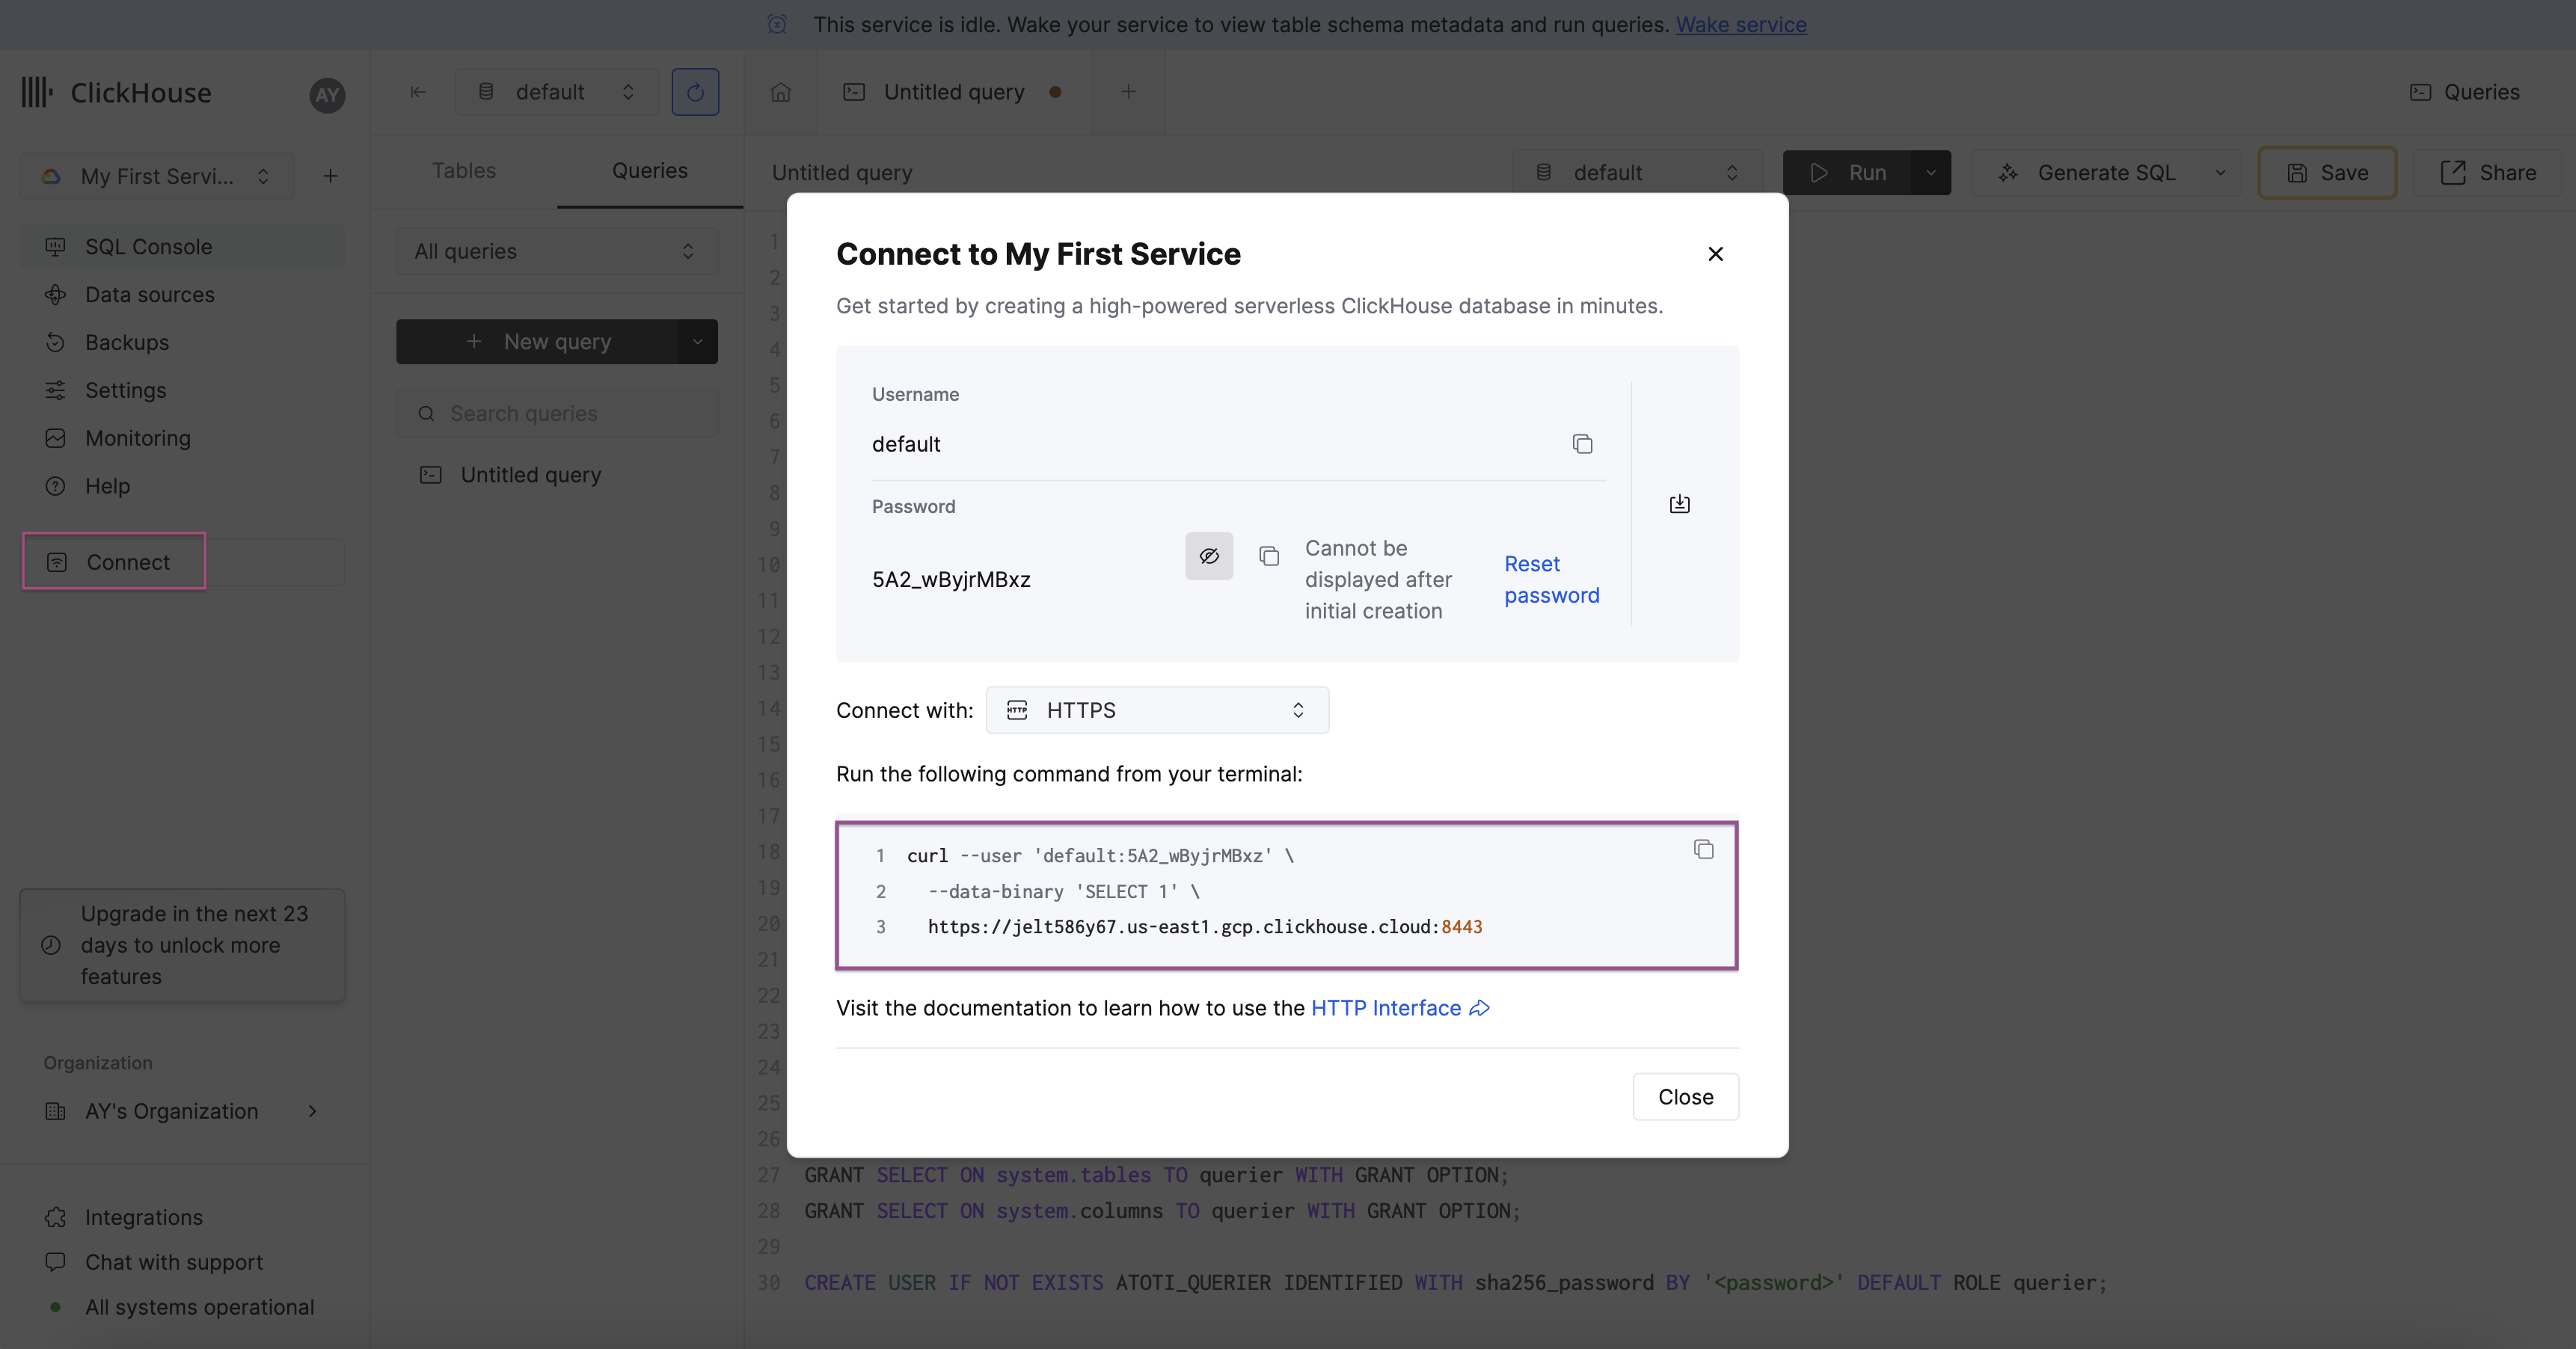 This service is idle. Wake your service to view table schema metadata and run queries. Wake service
ClickHouse
AY
default
Untitled query
+
Queries
My First Servi...
+
Tables
Queries
Untitled query
default
Run
Generate SQL
Save
Share
SQL Console
Data sources
Backups
Settings
Monitoring
Help
Connect
All queries
+ New query
Search queries
Untitled query
Upgrade in the next 23
days to unlock more
features
Organization
AY's Organization
Integrations
Chat with support
All systems operational
1
2
3
4
5
6
7
8
9
10
11
12
13
14
15
16
17
18
19
20
21
22
23
24
25
26
27 GRANT SELECT ON system.tables TO querier WITH GRANT OPTION;
28 GRANT SELECT ON system.columns TO querier WITH GRANT OPTION;
29
30 CREATE USER IF NOT EXISTS ATOTI_QUERIER IDENTIFIED WITH sha256_password BY '<password>' DEFAULT ROLE querier;
Connect to My First Service
Get started by creating a high-powered serverless ClickHouse database in minutes.
Username
default
Password
5A2_wByjrMBxz
Cannot be
displayed after
initial creation
Reset
password
Connect with:
HTTP
HTTPS
Run the following command from your terminal:
1 curl --user 'default:5A2_wByjrMBxz' \
2 --data-binary 'SELECT 1' \
3 https://jelt586y67.us-east1.gcp.clickhouse.cloud:8443
Visit the documentation to learn how to use the HTTP Interface
Close